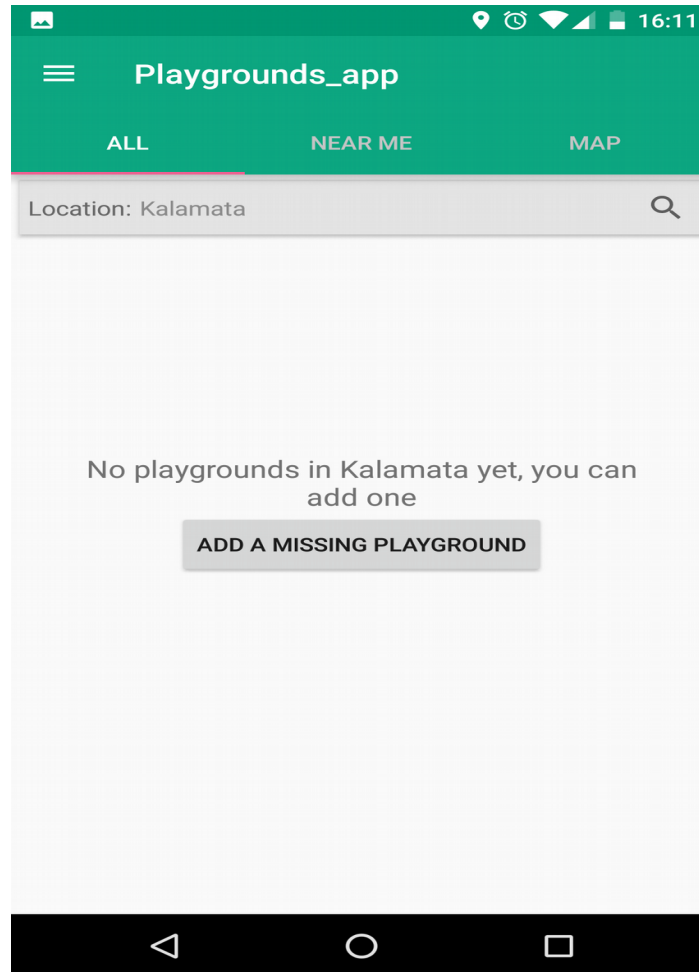 16:11
Playgrounds_app
ALL NEAR ME MAP
Location: Kalamata
No playgrounds in Kalamata yet, you can
add one
ADD A MISSING PLAYGROUND